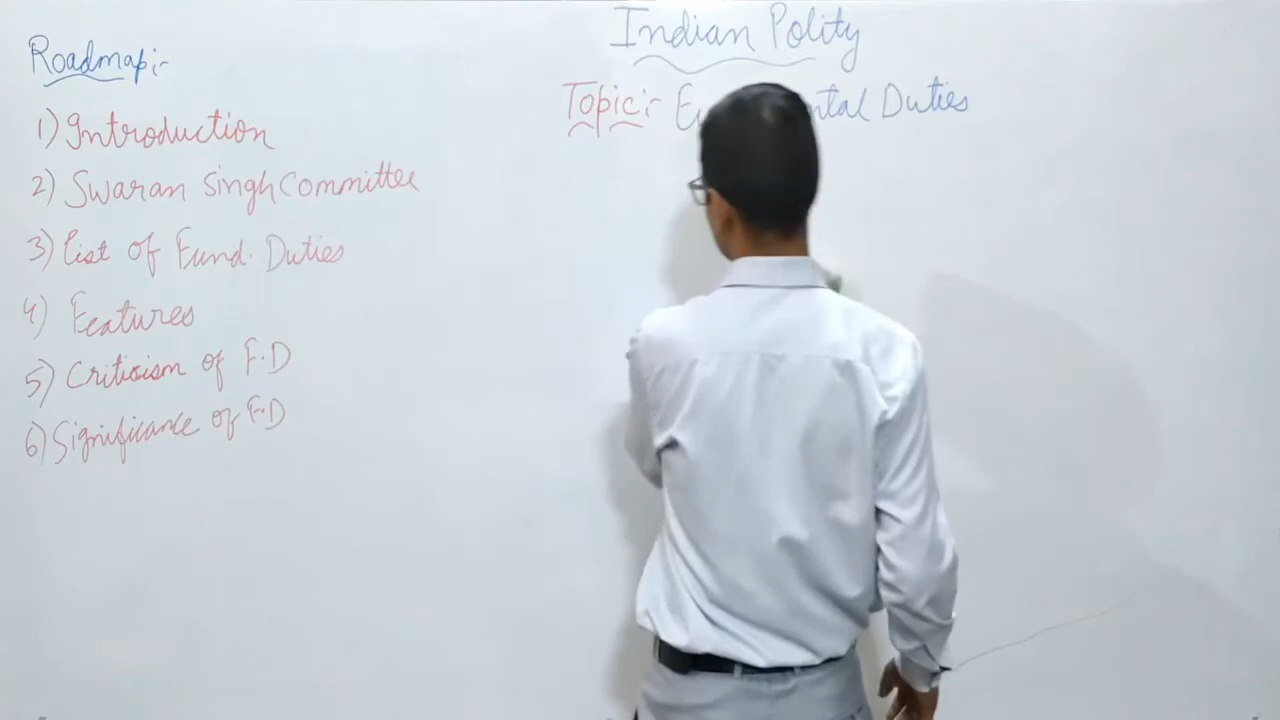 Indian Polity
Topic:- Duties
Roadmap:-
1) Introduction
2) Swaran Singh Committee
3) List of Fund. Duties
4) Features
5) Criticism of F.D
6) Significance of F.D